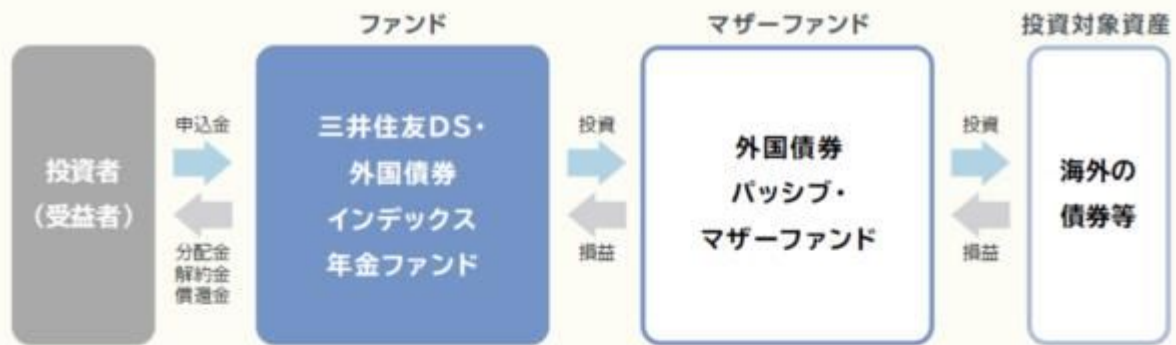 ファンド
マザーファンド
投資対象資産
投資者
（受益者）
申込金
分配金
解約金
償還金
三井住友DS・
外国債券
インデックス
年金ファンド
投資
損益
外国債券
パッシブ・
マザーファンド
投資
損益
海外の
債券等